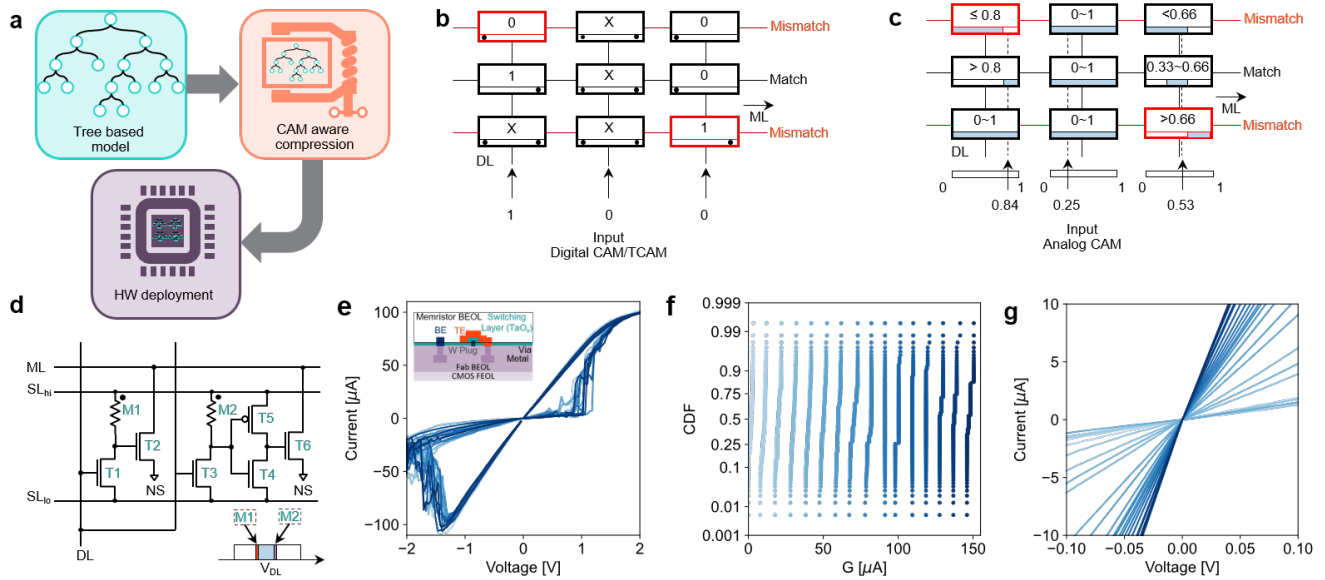 a
Tree based
model
CAM aware
compression
HW deployment
b
0
X
0
Mismatch
1
X
0
Match
X
X
1
Mismatch
ML
DL
1
0
0
Input
Digital CAM/TCAM
c
≤ 0.8
0~1
<0.66
Mismatch
> 0.8
0~1
0.33~0.66
Match
0~1
0~1
>0.66
Mismatch
ML
DL
0
1
0
1
0
1
0.84
0.25
0.53
Input
Analog CAM
d
ML
SLhi
M1
M2
T5
T2
T6
T1
T3
T4
NS
NS
SLlo
M1
M2
DL
VDL
e
Memristor BEOL
Switching
Layer (TaOx)
BE
TE
W Plug
Via
Metal
Fab BEOL
CMOS FEOL
100
50
0
−50
−100
Current [μA]
−2
−1
0
1
2
Voltage [V]
f
0.999
0.99
0.9
0.75
0.5
0.25
0.1
0.01
0.001
CDF
0
50
100
150
G [μA]
g
10
5
0
−5
−10
Current [μA]
−0.10
−0.05
0.00
0.05
0.10
Voltage [V]